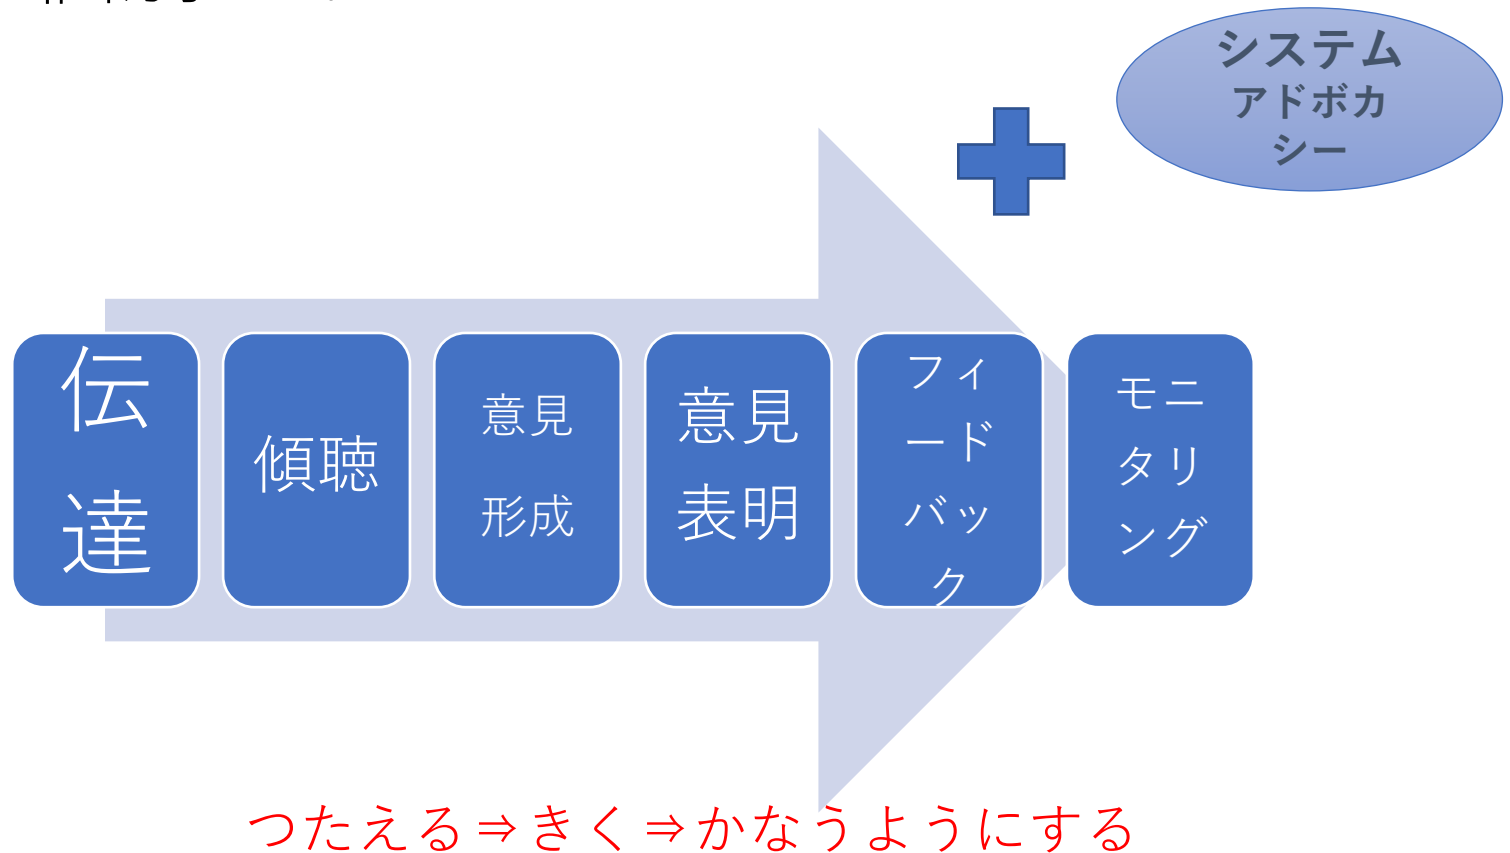 システム
アドボカ
シー
伝
達
傾聴
意見
形成
意見
表明
フィ
ード
バッ
ク
モニ
タリ
ング
つたえる⇒きく⇒かなうようにする